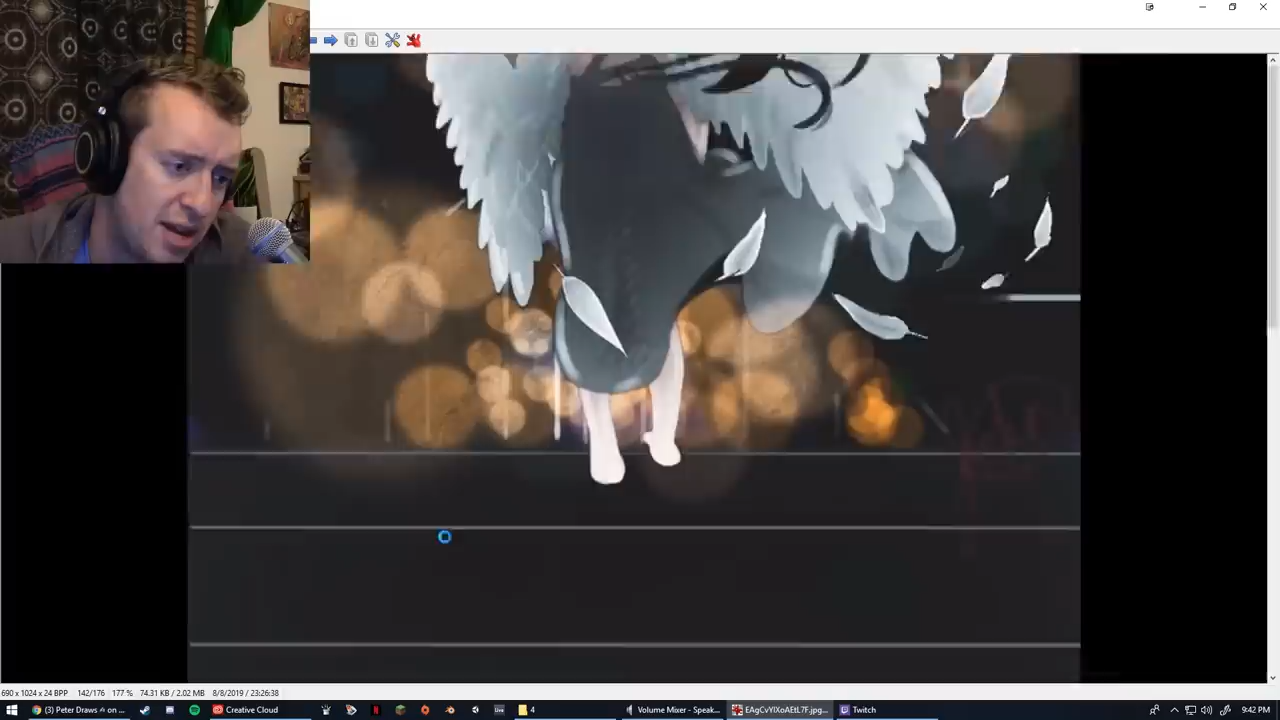 690 x 1024 x 24 BPP 142/176 177 % 74.31 KB / 2.02 MB 8/8/2019 / 23:26:38
(3) Peter Draws on ... Creative Cloud 4 Volume Mixer - Speak... EAgCvYlXoAEtL7F.jpg... Twitch 9:42 PM